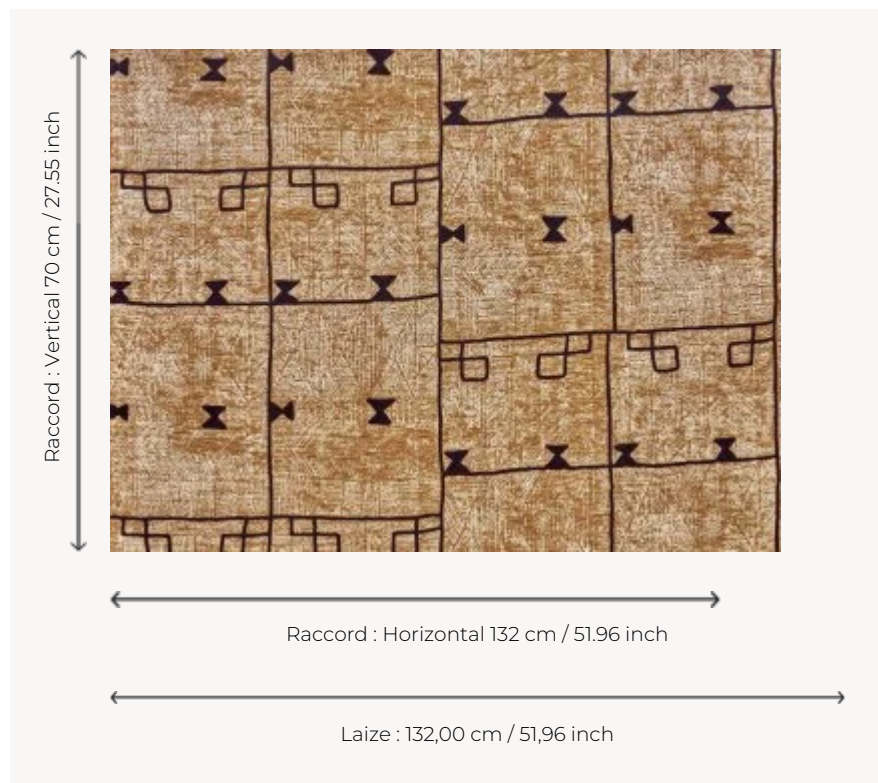 Raccord : Vertical 70 cm / 27.55 inch
Raccord : Horizontal 132 cm / 51.96 inch
Laize : 132,00 cm / 51,96 inch